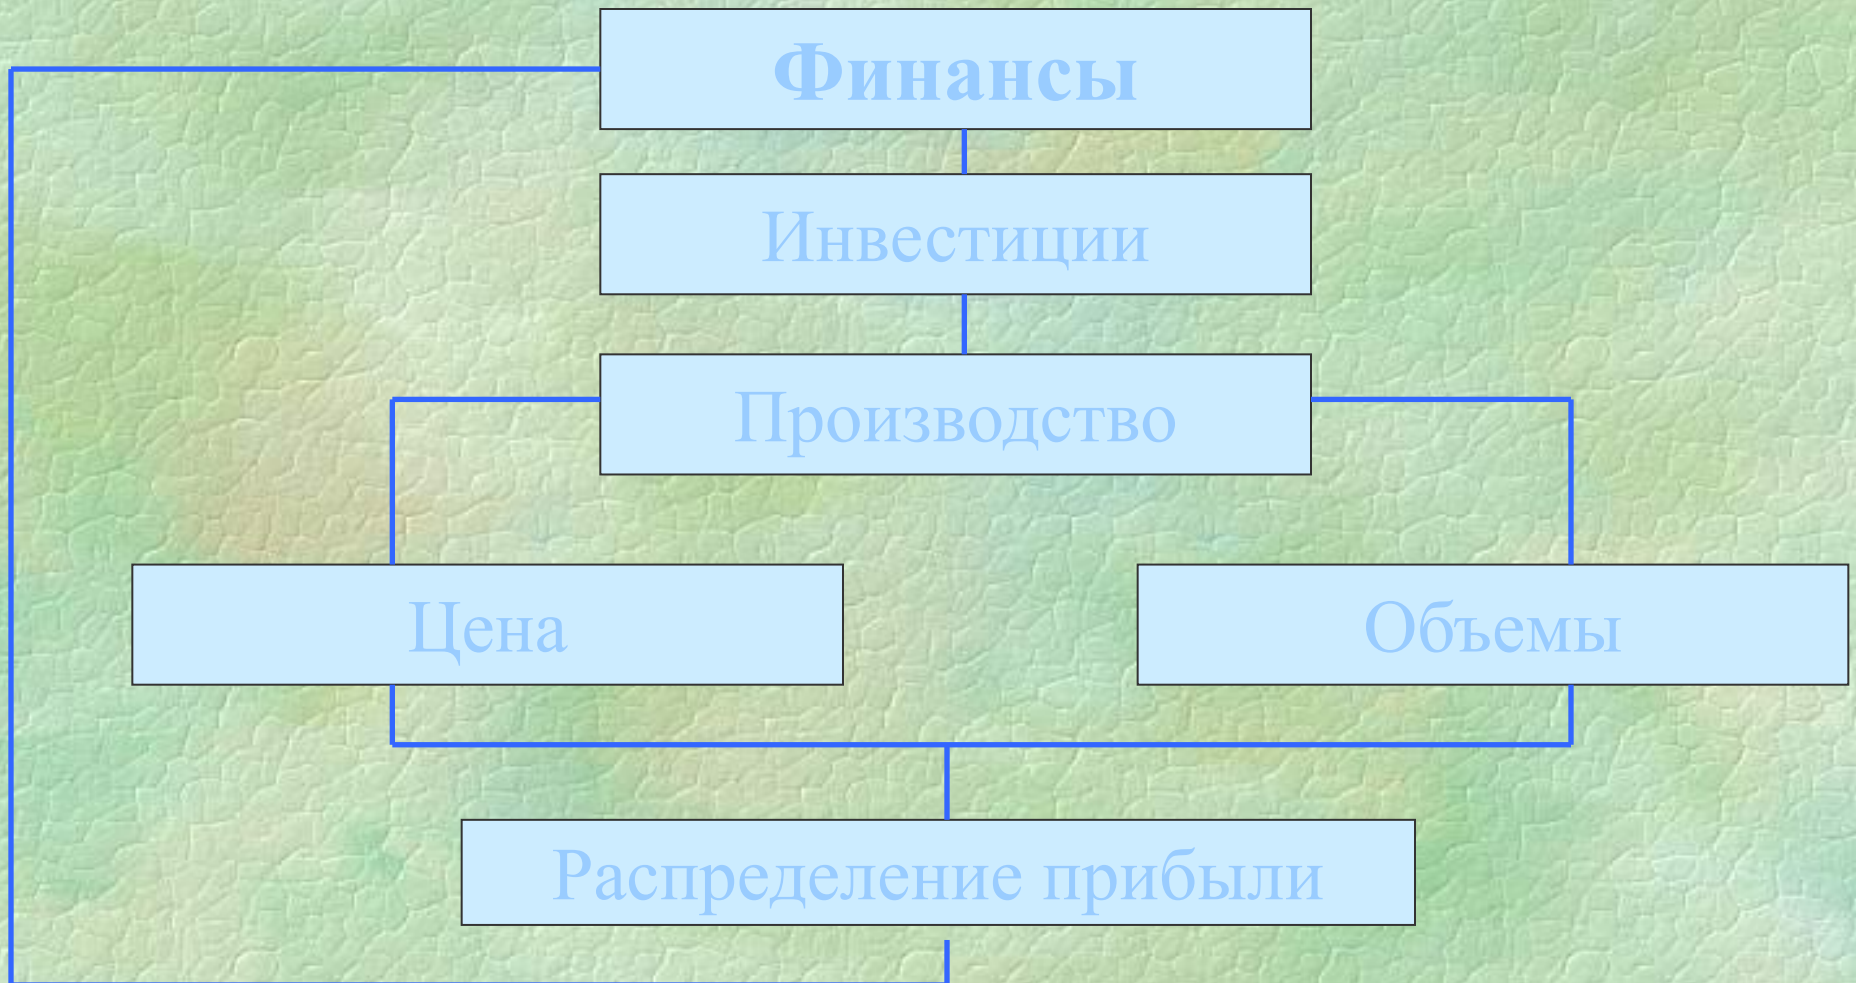 Финансы
Инвестиции
Производство
Цена
Объемы
Распределение прибыли